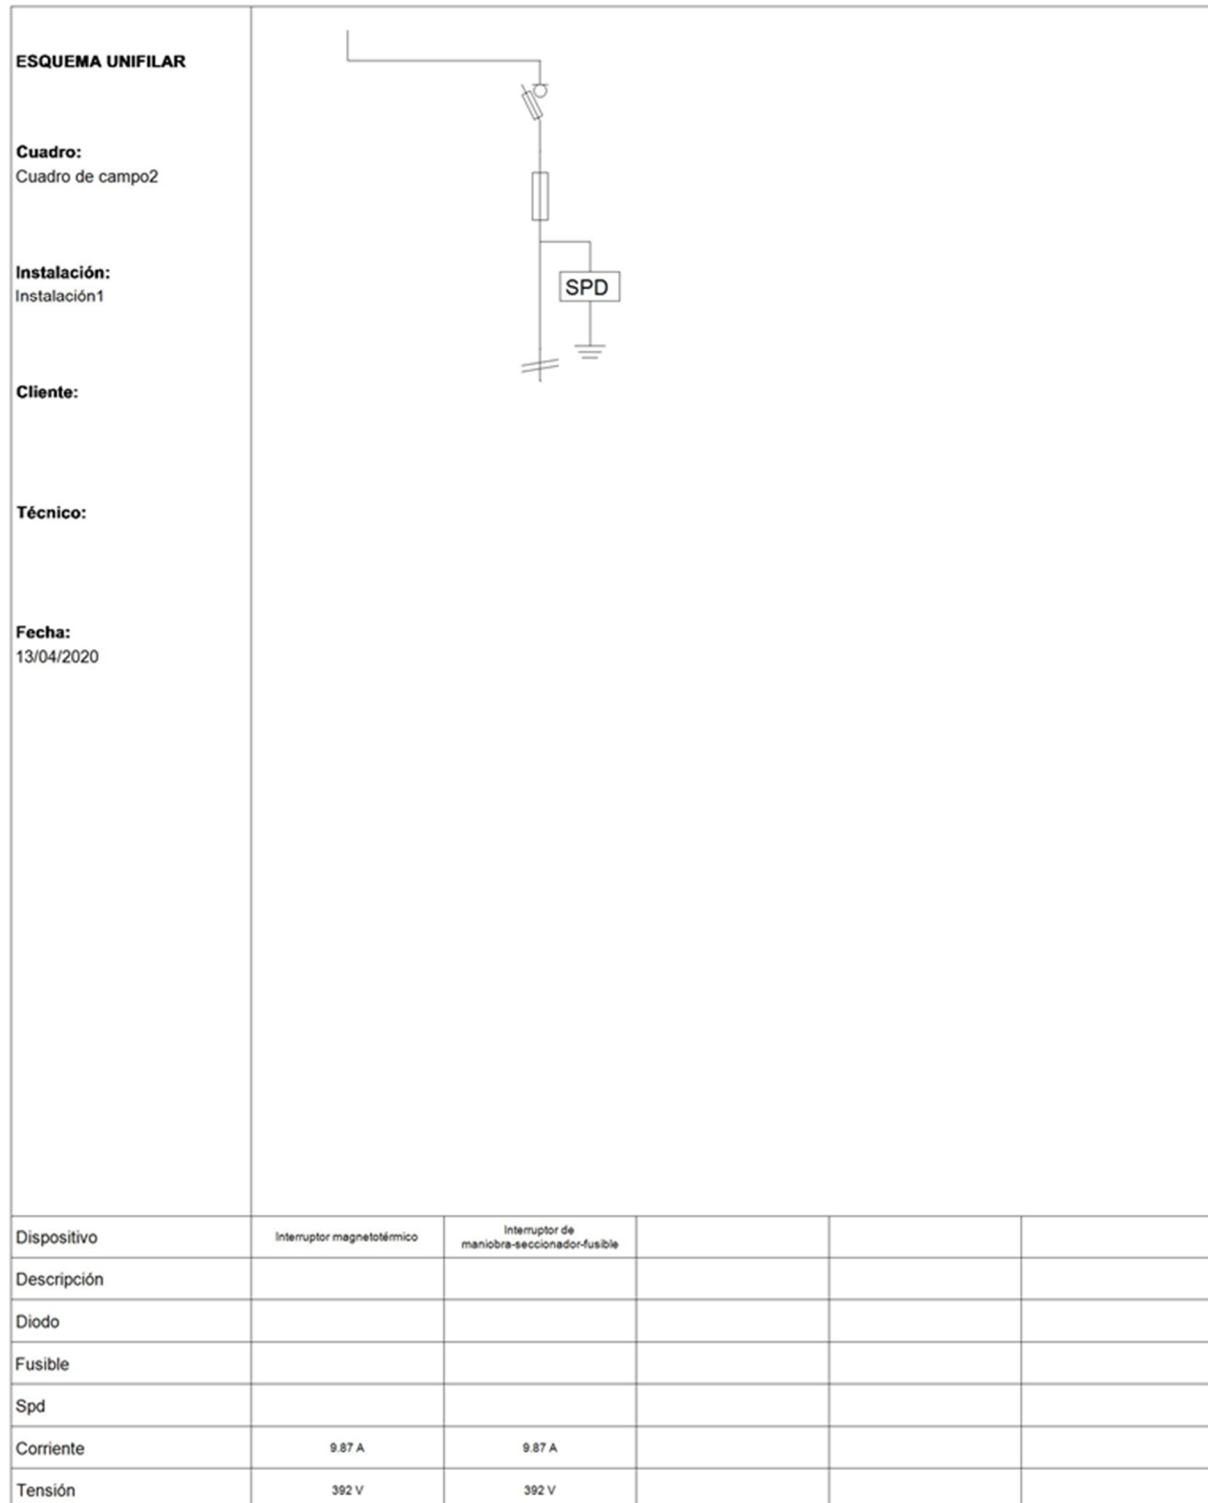 ESQUEMA UNIFILAR
Cuadro:
Cuadro de campo2
Instalación:
Instalación1
SPD
Cliente:
Técnico:
Fecha:
13/04/2020
Dispositivo Interruptor magnetotérmico Interruptor de
maniobra-seccionador-fusible
Descripción
Diodo
Fusible
Spd
Corriente 9.87 A 9.87 A
Tensión 392 V 392 V